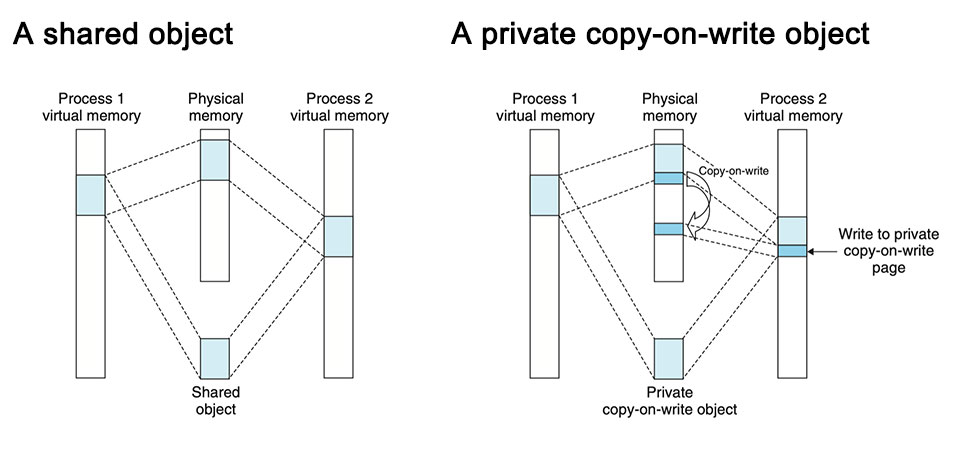 A shared object
A private copy-on-write object
Process 1
virtual memory
Physical
memory
Process 2
virtual memory
Shared
object
Process 1
virtual memory
Physical
memory
Process 2
virtual memory
Copy-on-write
Write to private
copy-on-write
page
Private
copy-on-write object